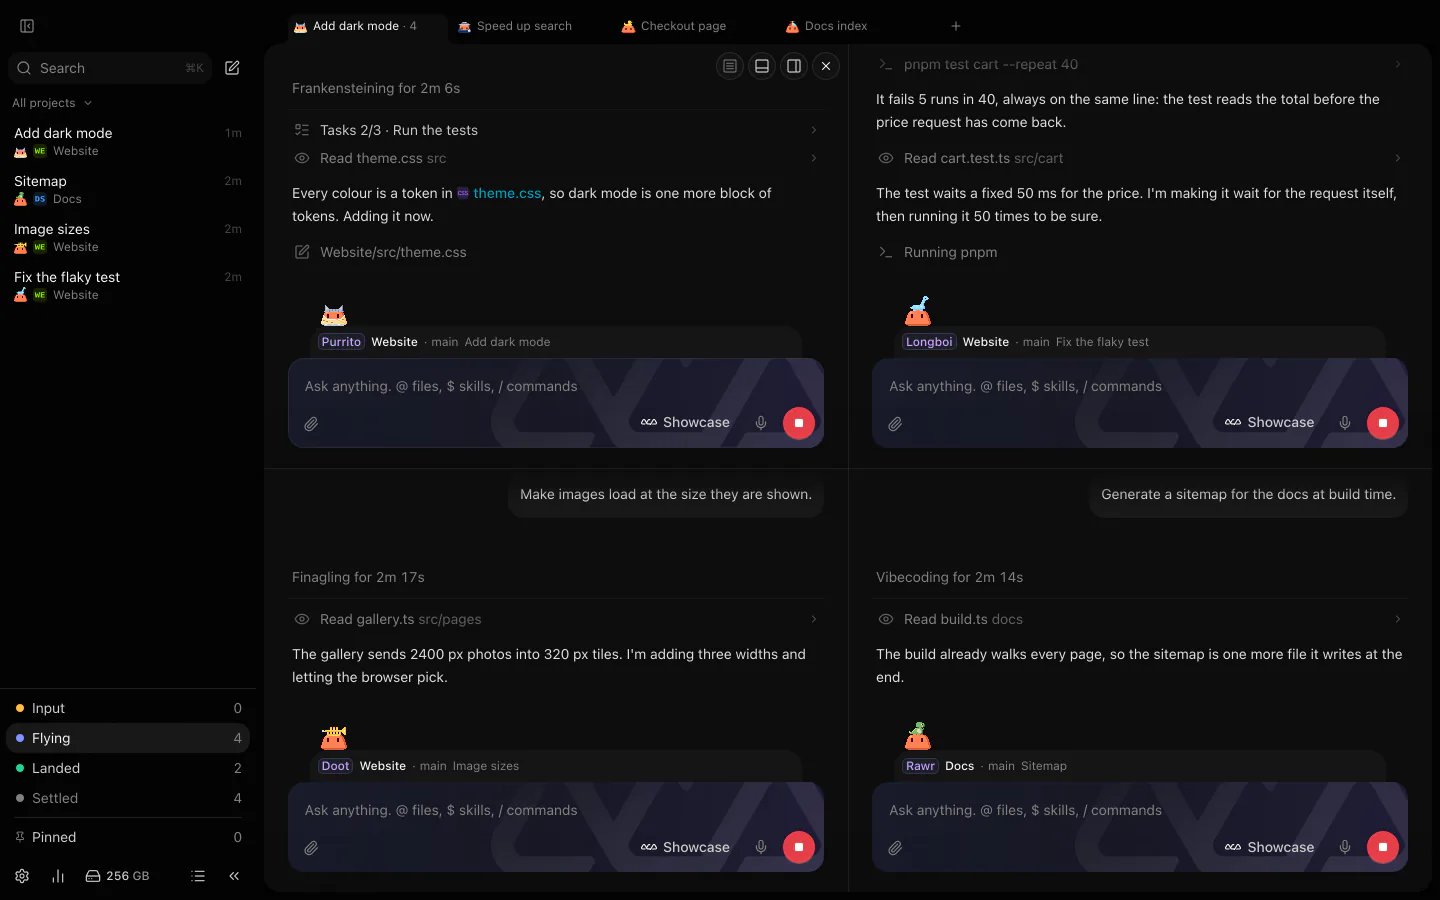 Add dark mode · 4
Speed up search
Checkout page
Docs index
Search
⌘K
All projects
Add dark mode
1m
WE
Website
Sitemap
2m
DS
Docs
Image sizes
2m
WE
Website
Fix the flaky test
2m
WE
Website
Input
0
Flying
4
Landed
2
Settled
4
Pinned
0
256 GB
Frankensteining for 2m 6s
Tasks 2/3 · Run the tests
Read theme.css src
Every colour is a token in CSS theme.css, so dark mode is one more block of
tokens. Adding it now.
Website/src/theme.css
Purrito Website · main Add dark mode
Ask anything. @ files, $ skills, / commands
Showcase
pnpm test cart --repeat 40
It fails 5 runs in 40, always on the same line: the test reads the total before the
price request has come back.
Read cart.test.ts src/cart
The test waits a fixed 50 ms for the price. I'm making it wait for the request itself,
then running it 50 times to be sure.
Running pnpm
Longboi Website · main Fix the flaky test
Ask anything. @ files, $ skills, / commands
Showcase
Make images load at the size they are shown.
Finagling for 2m 17s
Read gallery.ts src/pages
The gallery sends 2400 px photos into 320 px tiles. I'm adding three widths and
letting the browser pick.
Doot Website · main Image sizes
Ask anything. @ files, $ skills, / commands
Showcase
Generate a sitemap for the docs at build time.
Vibecoding for 2m 14s
Read build.ts docs
The build already walks every page, so the sitemap is one more file it writes at the
end.
Rawr Docs · main Sitemap
Ask anything. @ files, $ skills, / commands
Showcase